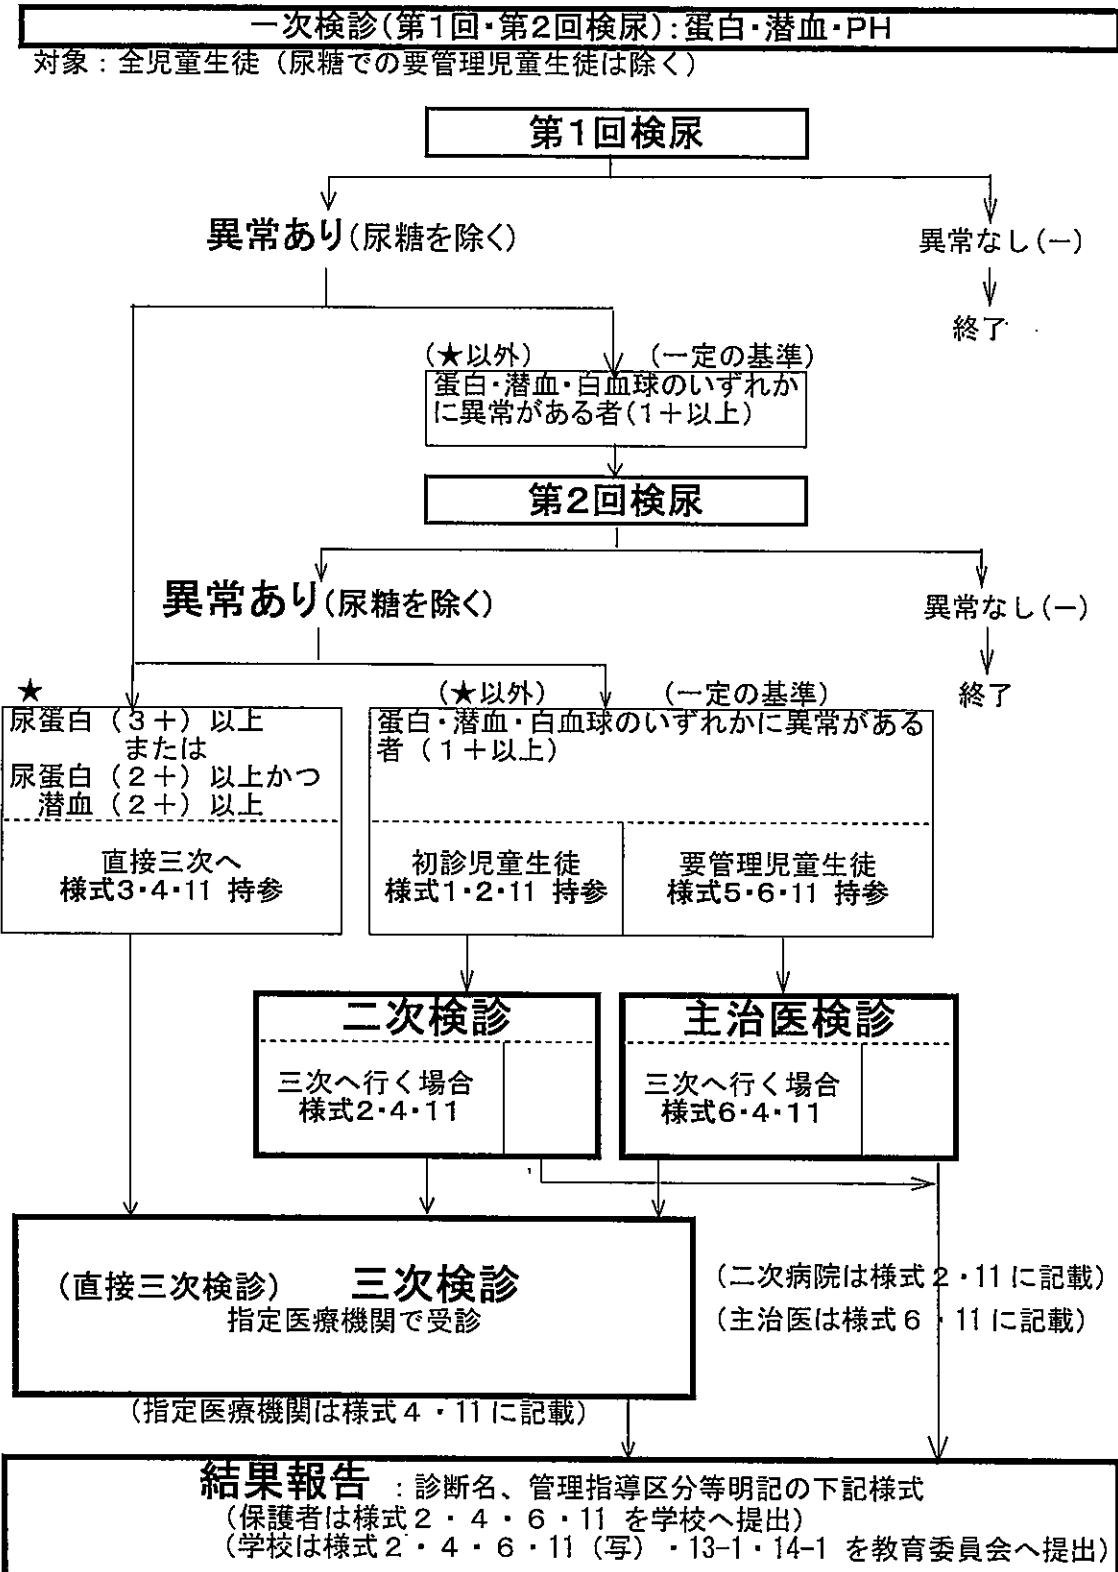 一次検診(第1回・第2回検尿):蛋白・潜血・PH
対象:全児童生徒(尿糖での要管理児童生徒は除く)
第1回検尿
異常あり(尿糖を除く)
異常なし(ー)
終了
(★以外) (一定の基準)
蛋白・潜血・白血球のいずれか
に異常がある者(1+以上)
第2回検尿
異常あり(尿糖を除く)
異常なし(ー)
終了
★
尿蛋白(3+)以上
または
尿蛋白(2+)以上かつ
潜血(2+)以上
直接三次へ
様式3・4・11 持参
(★以外) (一定の基準)
蛋白・潜血・白血球のいずれかに異常がある
者(1+以上)
初診児童生徒
様式1・2・11 持参
要管理児童生徒
様式5・6・11 持参
二次検診
三次へ行く場合
様式2・4・11
主治医検診
三次へ行く場合
様式6・4・11
(直接三次検診) 三次検診
指定医療機関で受診
(二次病院は様式2・11に記載)
(主治医は様式6・11に記載)
(指定医療機関は様式4・11に記載)
結果報告 :診断名、管理指導区分等明記の下記様式
(保護者は様式2・4・6・11 を学校へ提出)
(学校は様式2・4・6・11(写)・13-1・14-1 を教育委員会へ提出)